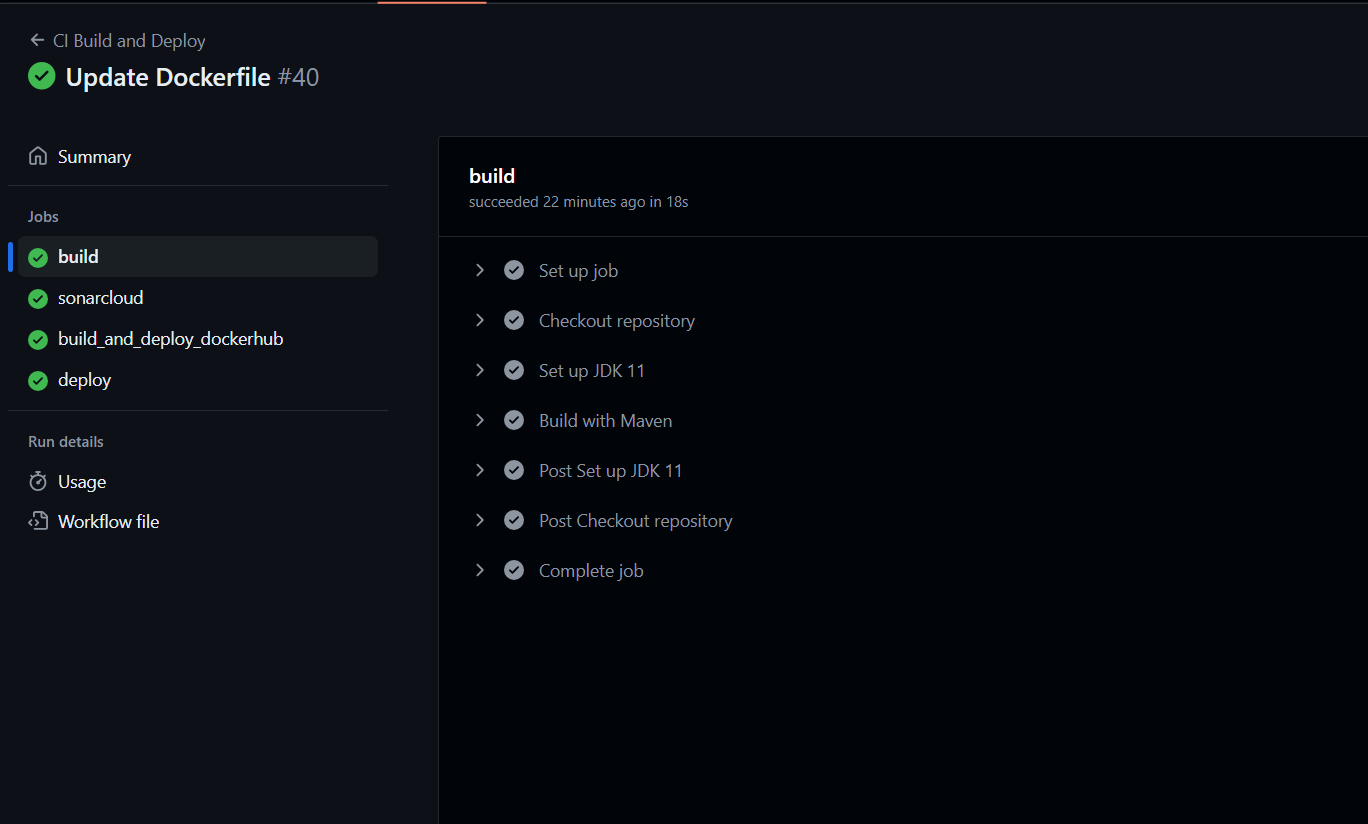 CI Build and Deploy
Update Dockerfile #40
Summary
Jobs
build
sonarcloud
build_and_deploy_dockerhub
deploy
Run details
Usage
Workflow file
build
succeeded 22 minutes ago in 18s
Set up job
Checkout repository
Set up JDK 11
Build with Maven
Post Set up JDK 11
Post Checkout repository
Complete job